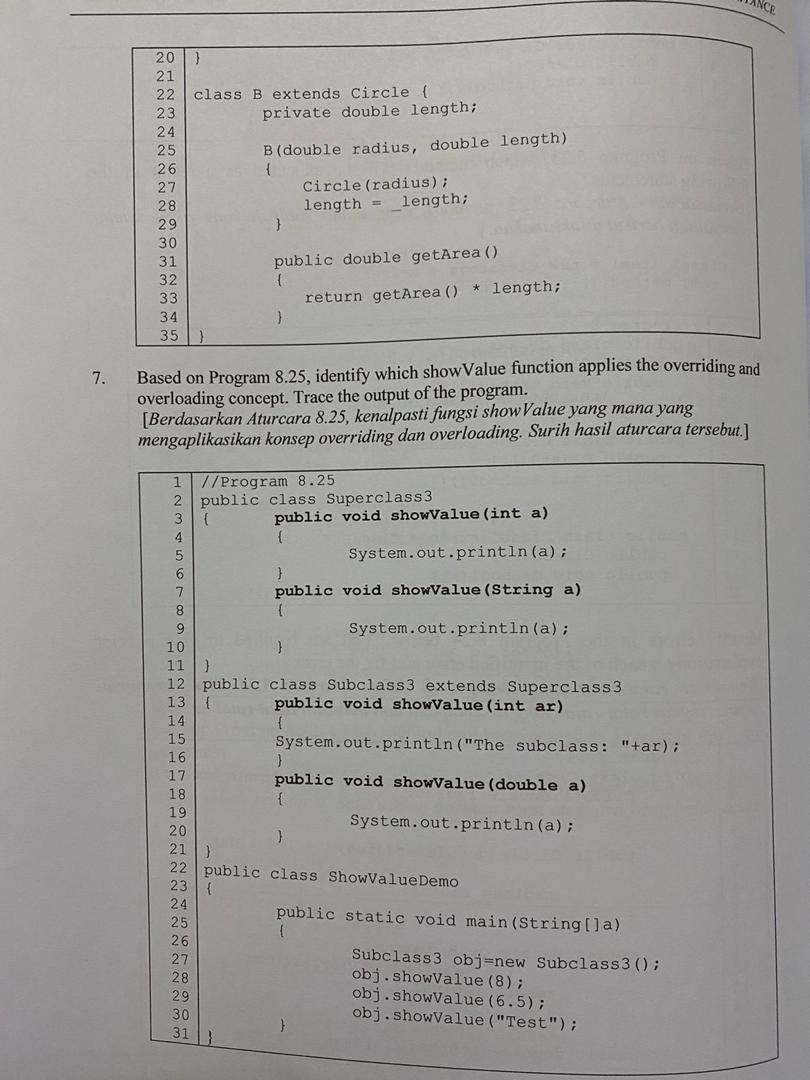 20 }
21
22 class B extends Circle {
23 private double length;
24
25 B(double radius, double length)
26 {
27 Circle(radius);
28 length = _length;
29 }
30
31 public double getArea()
32 {
33 return getArea() * length;
34 }
35 }
7. Based on Program 8.25, identify which showValue function applies the overriding and
overloading concept. Trace the output of the program.
[Berdasarkan Aturcara 8.25, kenalpasti fungsi showValue yang mana yang
mengaplikasikan konsep overriding dan overloading. Surih hasil aturcara tersebut.]
1 //Program 8.25
2 public class Superclass3
3 { public void showValue(int a)
4 {
5 System.out.println(a);
6 }
7 public void showValue(String a)
8 {
9 System.out.println(a);
10 }
11 }
12 public class Subclass3 extends Superclass3
13 { public void showValue(int ar)
14 {
15 System.out.println("The subclass: "+ar);
16 }
17 public void showValue(double a)
18 {
19 System.out.println(a);
20 }
21 }
22 public class ShowValueDemo
23 {
24 public static void main(String[]a)
25 {
26
27 Subclass3 obj=new Subclass3();
28 obj.showValue(8);
29 obj.showValue(6.5);
30 obj.showValue("Test");
31 } }